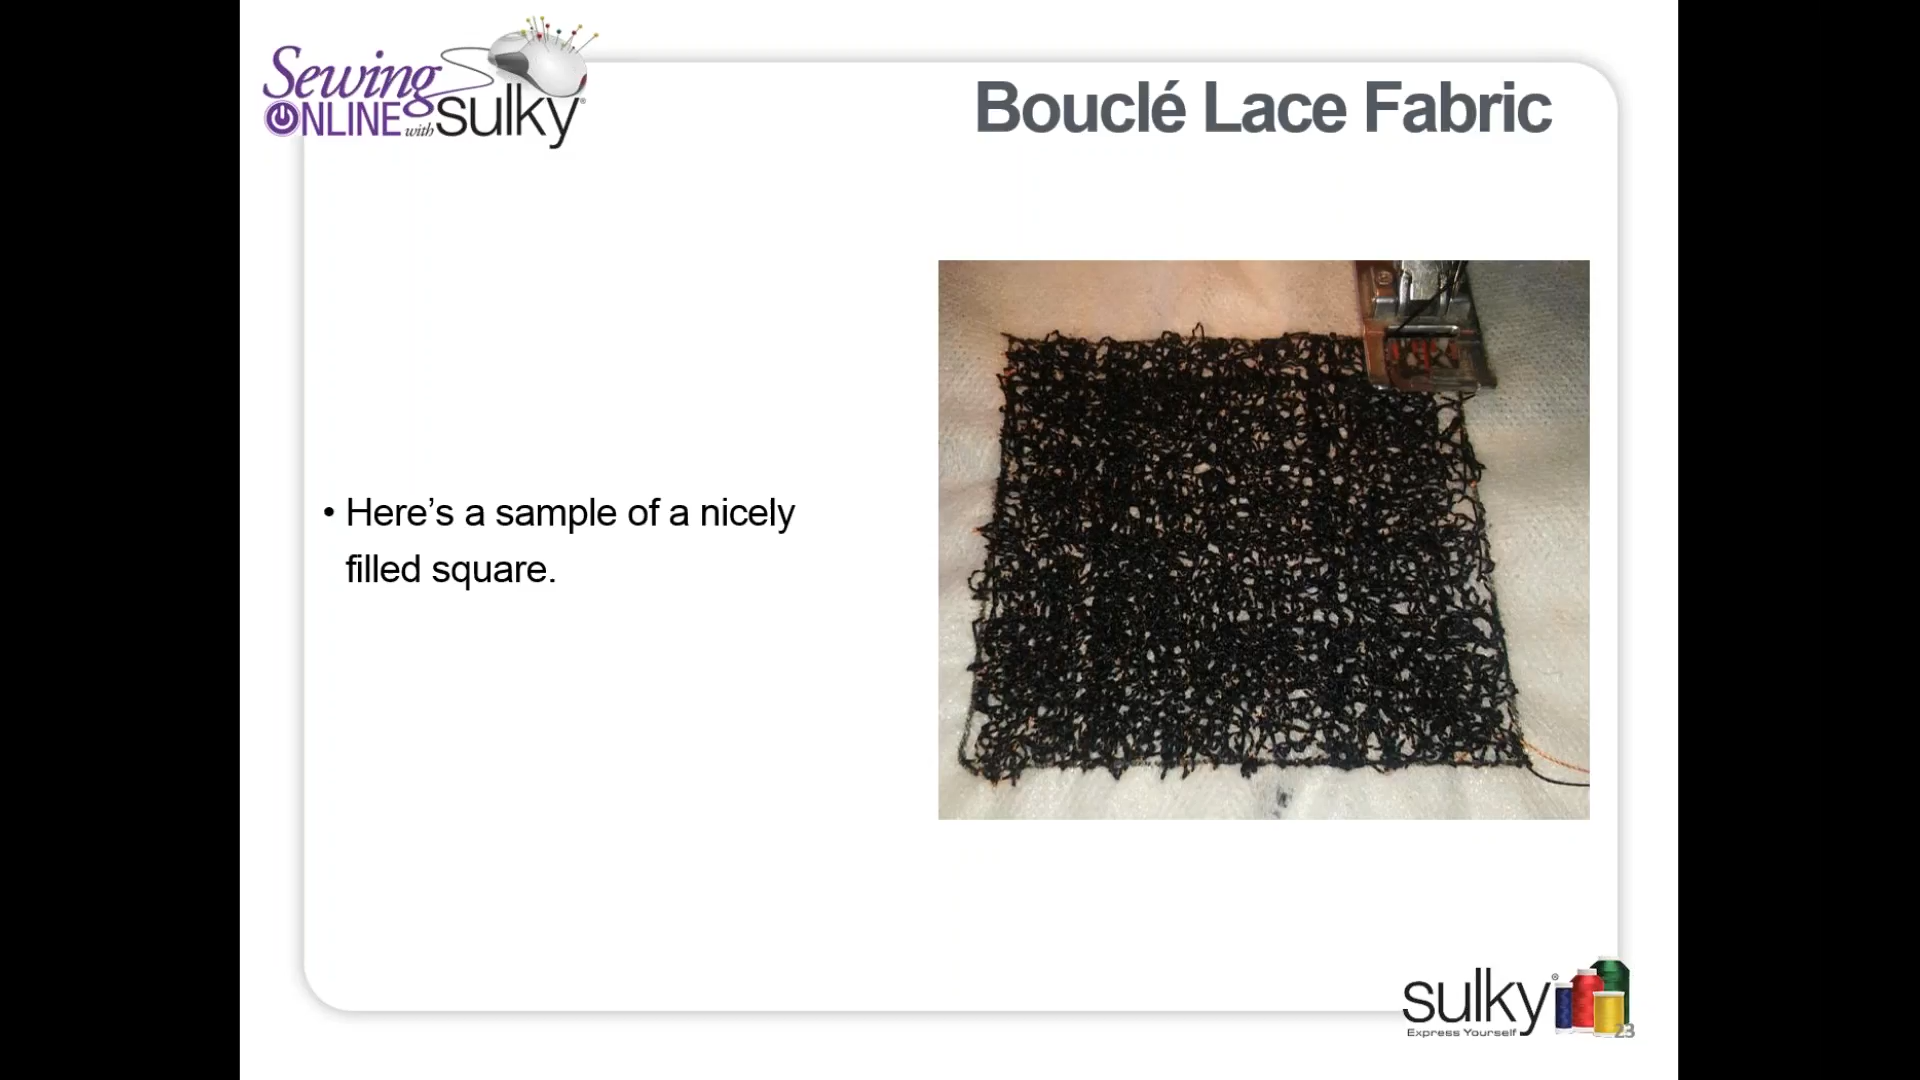 Sewing
ONLINE with sulky®
Bouclé Lace Fabric
• Here’s a sample of a nicely
filled square.
sulky®
Express Yourself
23